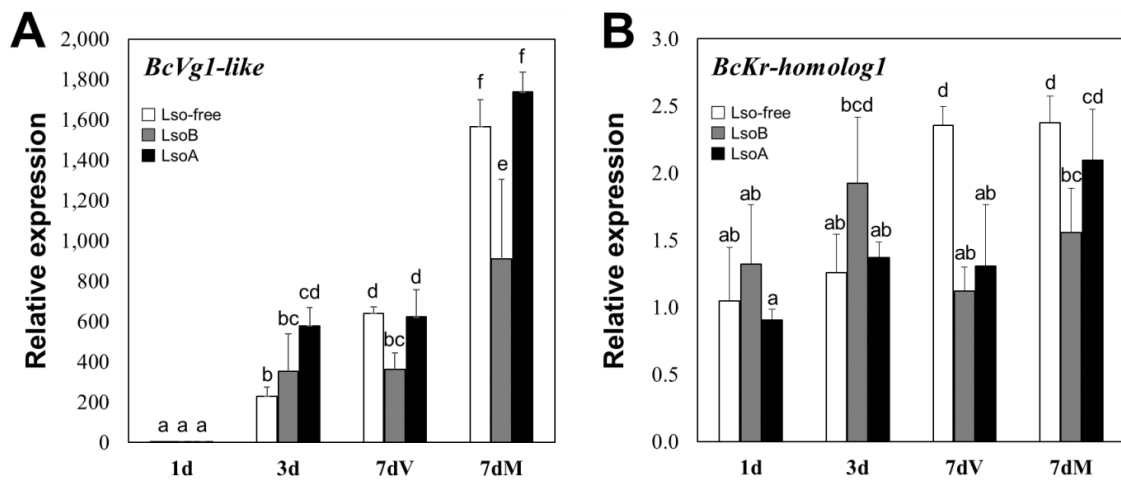 A
BcVg1-like
Lso-free
LsoB
LsoA
Relative expression
2,000
1,800
1,600
1,400
1,200
1,000
800
600
400
200
0
a a a
b bc cd
d bc d
f e f
1d 3d 7dV 7dM
B
BcKr-homolog1
Lso-free
LsoB
LsoA
Relative expression
3.0
2.5
2.0
1.5
1.0
0.5
0.0
ab ab a
ab bcd ab
d ab ab
d bc cd
1d 3d 7dV 7dM